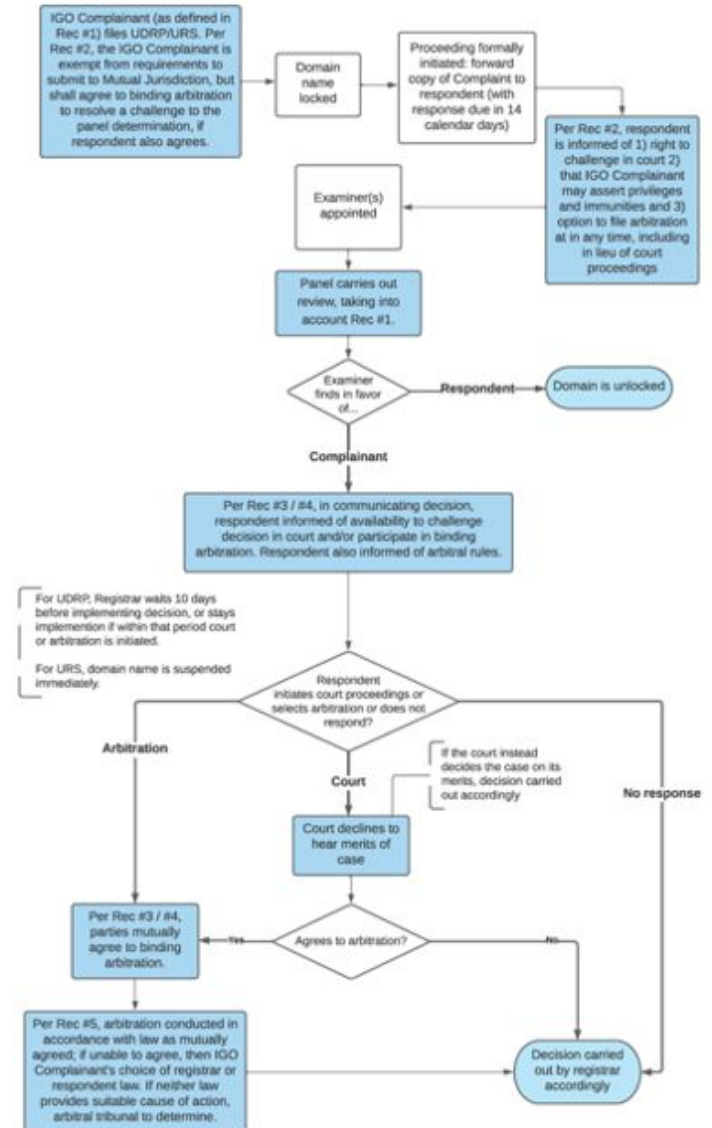 IGO Complainant (as defined in
Rec #1) files UDRP/URS. Per
Rec #2, the IGO Complainant is
exempt from requirements to
submit to Mutual Jurisdiction, but
shall agree to binding arbitration
to resolve a challenge to the
panel determination, if
respondent also agrees.
Domain
name
locked
Proceeding formally
initiated: forward
copy of Complaint to
respondent (with
response due in 14
calendar days)
Per Rec #2, respondent
is informed of 1) right to
challenge in court 2)
that IGO Complainant
may assert privileges
and immunities and 3)
option to file arbitration
at in any time, including
in lieu of court
proceedings
Examiner(s)
appointed
Panel carries out
review, taking into
account Rec #1.
Examiner
finds in favor
of...
Respondent
Domain is unlocked
Complainant
Per Rec #3 / #4, in communicating decision,
respondent informed of availability to challenge
decision in court and/or participate in binding
arbitration. Respondent also informed of arbitral rules.
For UDRP, Registrar waits 10 days
before implementing decision, or stays
implemention if within that period court
or arbitration is initiated.
For URS, domain name is suspended
immediately.
Respondent
initiates court proceedings or
selects arbitration or does not
respond?
Arbitration
Court
If the court instead
decides the case on its
merits, decision carried
out accordingly
No response
Court declines to
hear merits of
case
Per Rec #3 / #4,
parties mutually
agree to binding
arbitration.
Yes
Agrees to arbitration?
No
Per Rec #5, arbitration conducted in
accordance with law as mutually
agreed; if unable to agree, then IGO
Complainant's choice of registrar or
respondent law. If neither law
provides suitable cause of action,
arbitral tribunal to determine.
Decision carried
out by registrar
accordingly